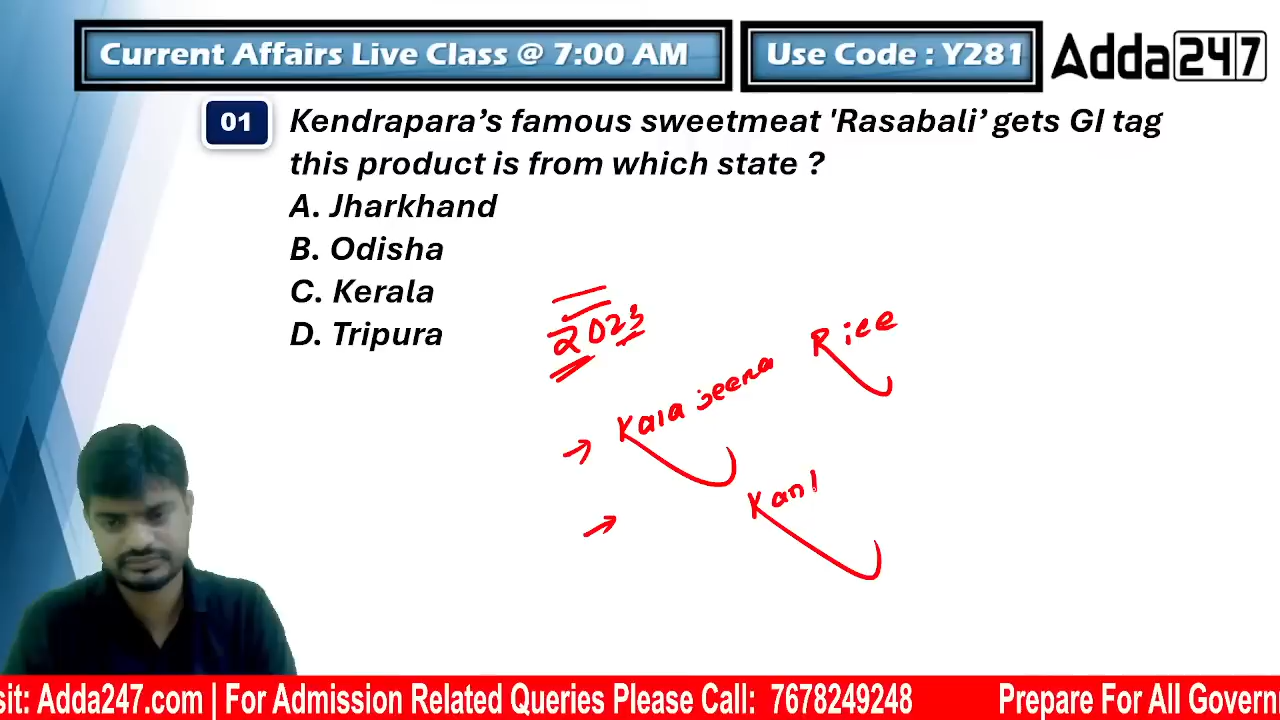 Current Affairs Live Class @ 7:00 AM
Use Code : Y281
Adda247
01
Kendrapara’s famous sweetmeat 'Rasabali’ gets GI tag
this product is from which state ?
A. Jharkhand
B. Odisha
C. Kerala
D. Tripura
2023
Kala jeera Rice
Kan
sit: Adda247.com | For Admission Related Queries Please Call: 7678249248 Prepare For All Govern